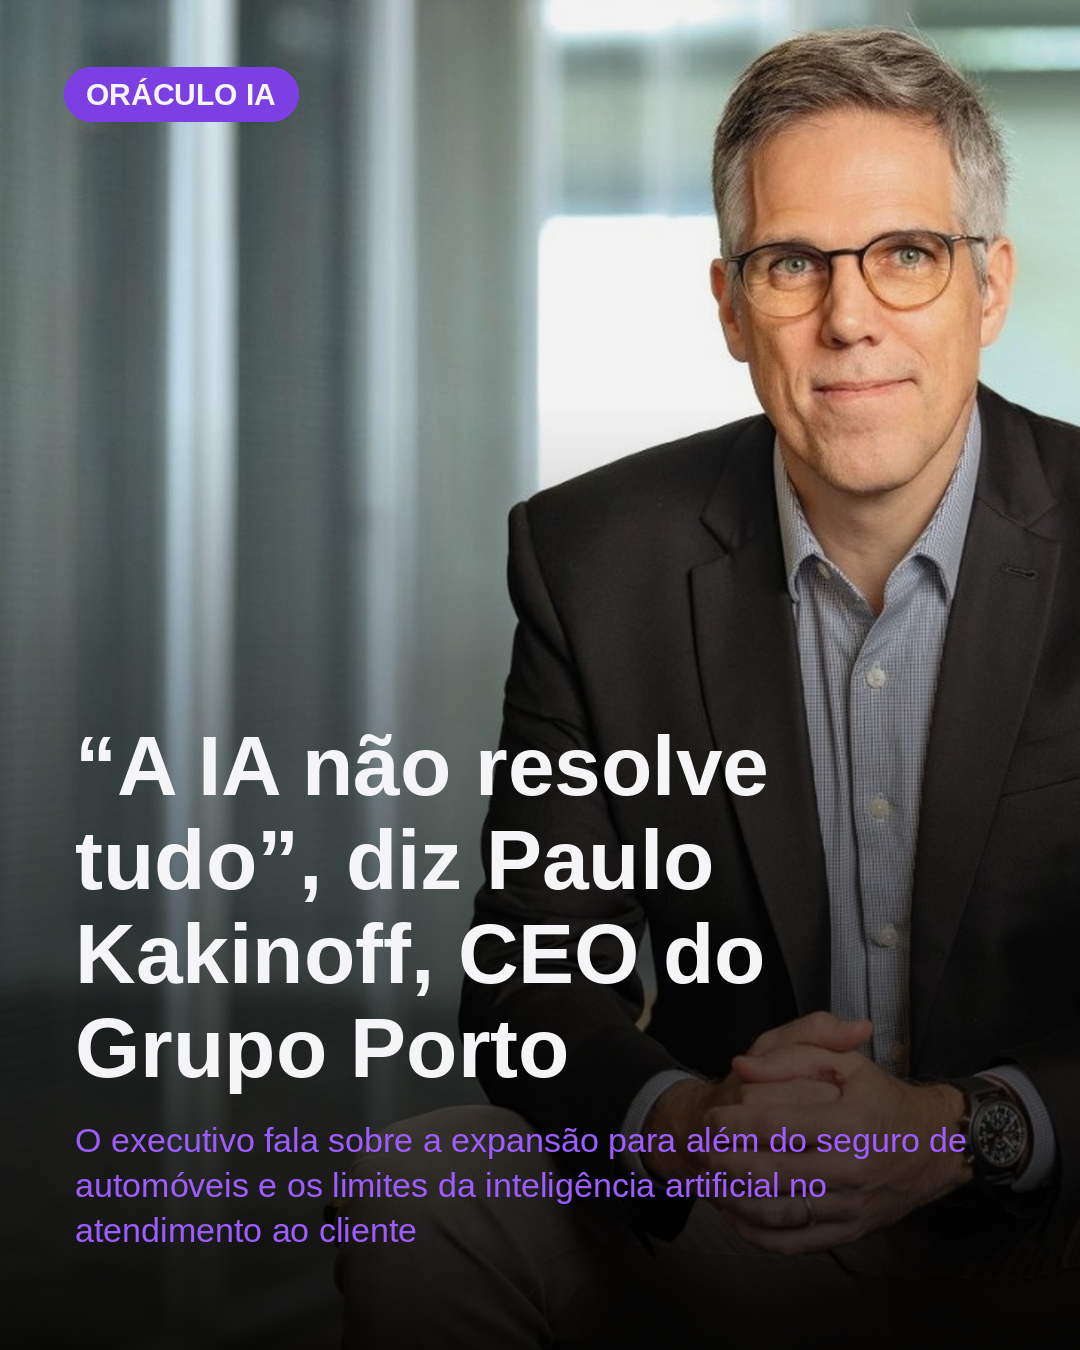 ORÁCULO IA
“A IA não resolve
tudo”, diz Paulo
Kakinoff, CEO do
Grupo Porto
O executivo fala sobre a expansão para além do seguro de
automóveis e os limites da inteligência artificial no
atendimento ao cliente